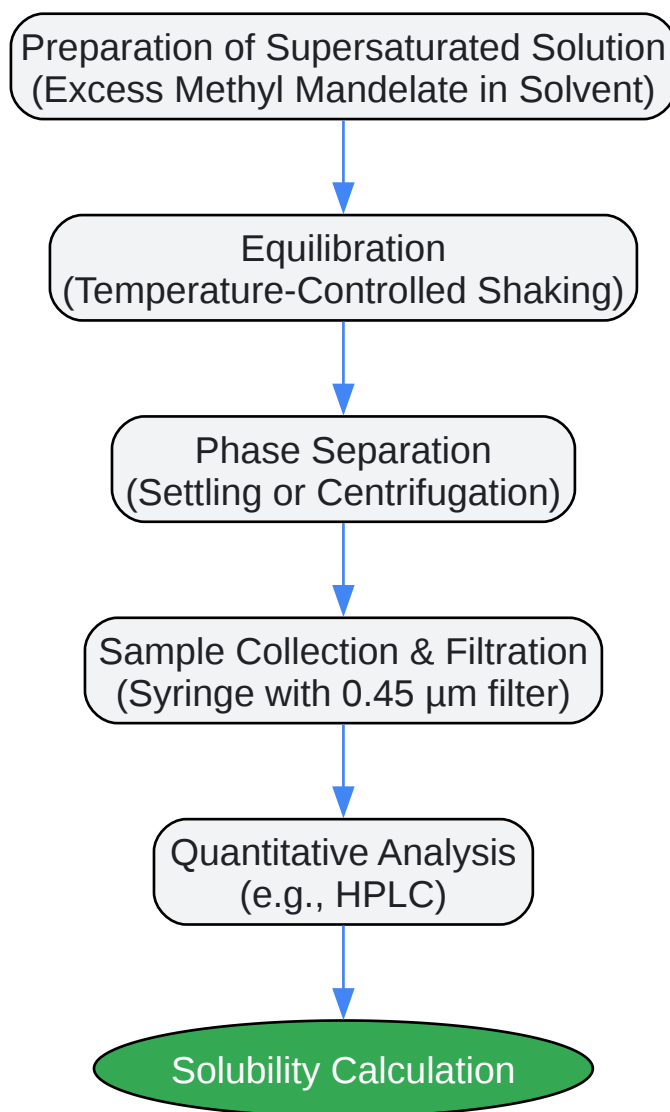 Preparation of Supersaturated Solution
(Excess Methyl Mandelate in Solvent)
Equilibration
(Temperature-Controlled Shaking)
Phase Separation
(Settling or Centrifugation)
Sample Collection & Filtration
(Syringe with 0.45 µm filter)
Quantitative Analysis
(e.g., HPLC)
Solubility Calculation